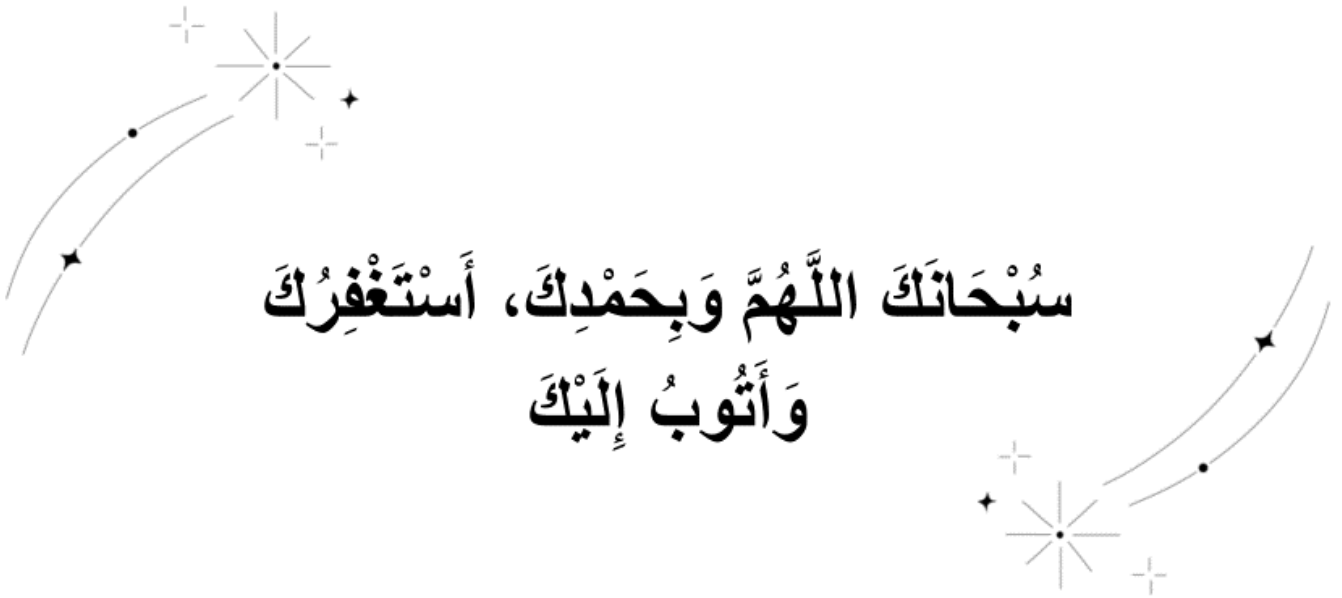 سُبْحَانَكَ اللَّهُمَّ وَبِحَمْدِكَ، أَسْتَغْفِرُكَ
وَأَتُوبُ إِلَيْكَ